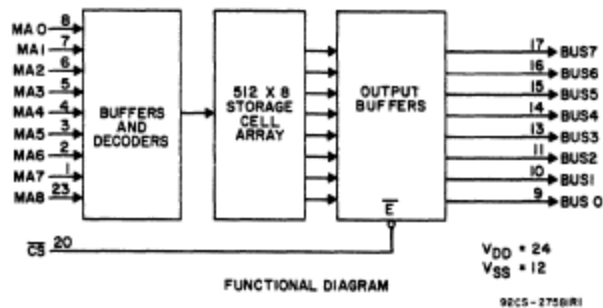 MA0 8
MA1 7
MA2 6
MA3 5
MA4 4
MA5 3
MA6 2
MA7 1
MA8 23
BUFFERS
AND
DECODERS
512 X 8
STORAGE
CELL
ARRAY
OUTPUT
BUFFERS
E̅
17 BUS7
16 BUS6
15 BUS5
14 BUS4
13 BUS3
11 BUS2
10 BUS1
9 BUS 0
C̅S̅ 20
VDD = 24
VSS = 12
FUNCTIONAL DIAGRAM
92CS-27581R1